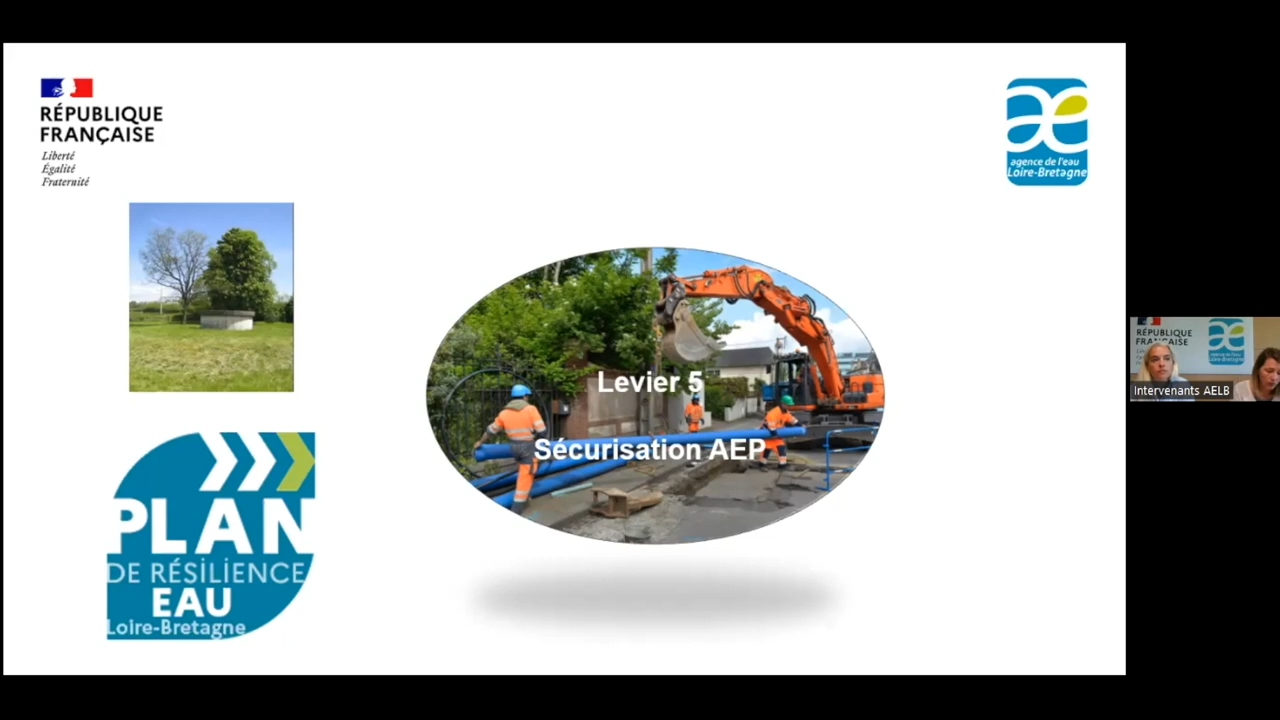 RÉPUBLIQUE
FRANÇAISE
Liberté
Égalité
Fraternité
agence de l'eau
Loire-Bretagne
Levier 5
Sécurisation AEP
PLAN
DE RÉSILIENCE
EAU
Loire-Bretagne
RÉPUBLIQUE
FRANÇAISE
Intervenants AELB